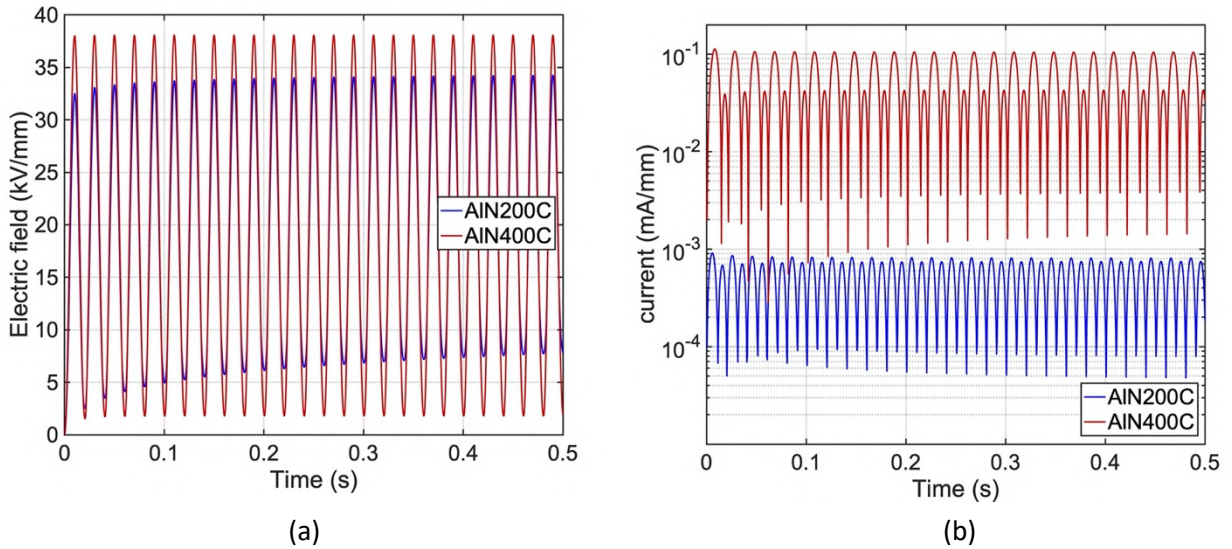 40
35
30
25
20
15
10
5
0
Electric field (kV/mm)
AlN200C
AlN400C
0
0.1
0.2
0.3
0.4
0.5
Time (s)
(a)
10^-1
10^-2
10^-3
10^-4
current (mA/mm)
AlN200C
AlN400C
0
0.1
0.2
0.3
0.4
0.5
Time (s)
(b)